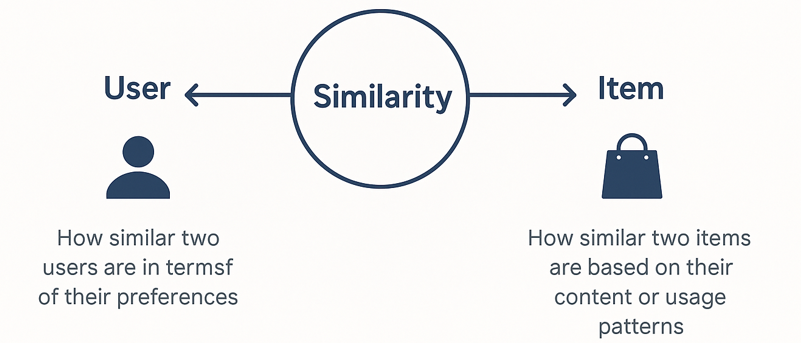 User
Similarity
Item
How similar two
users are in termsf
of their preferences
How similar two items
are based on their
content or usage
patterns